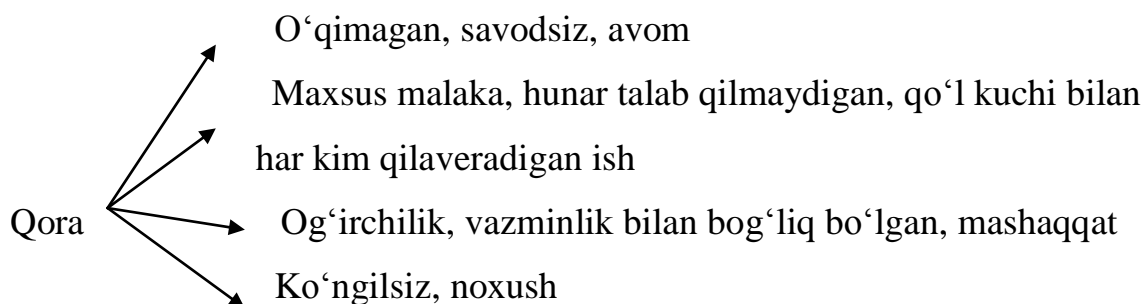 O‘qimagan, savodsiz, avom
Maxsus malaka, hunar talab qilmaydigan, qo‘l kuchi bilan
har kim qilaveradigan ish
Qora
Og‘irchilik, vazminlik bilan bog‘liq bo‘lgan, mashaqqat
Ko‘ngilsiz, noxush